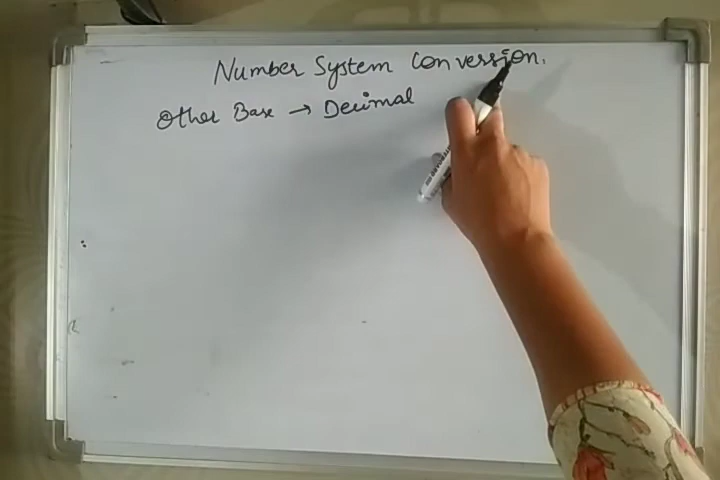 Number System Conversion.
Other Base → Decimal